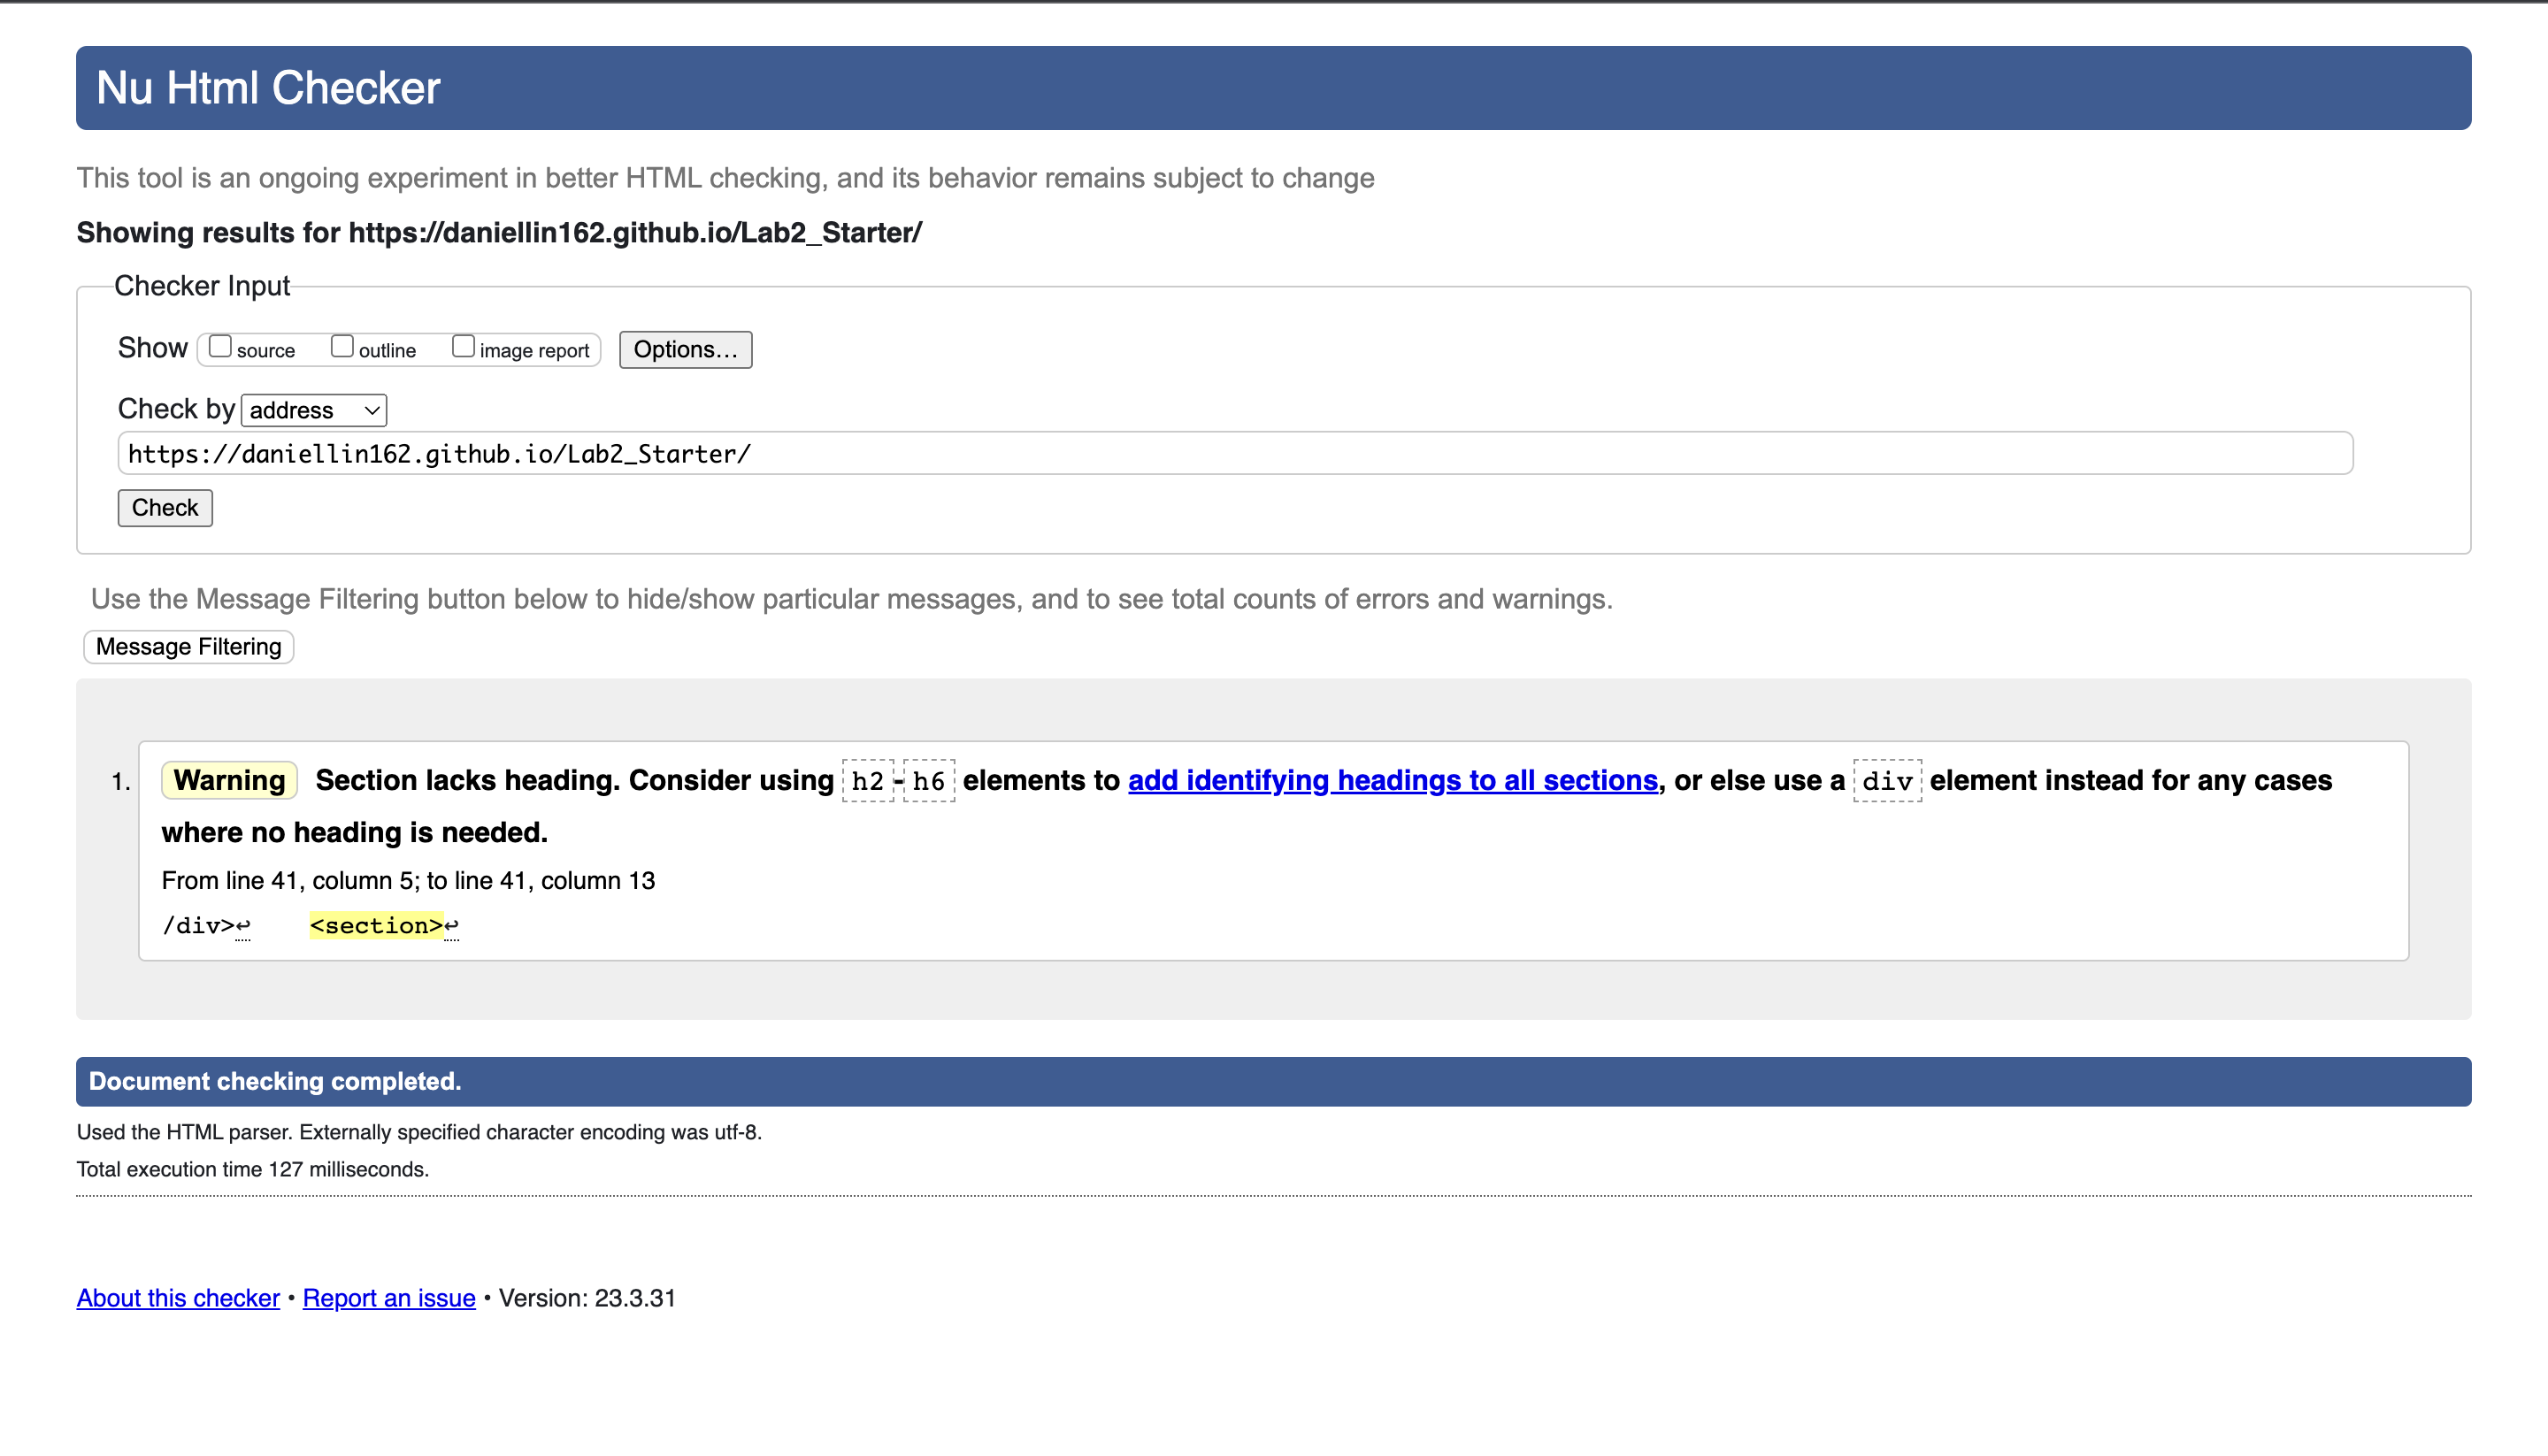 Nu Html Checker
This tool is an ongoing experiment in better HTML checking, and its behavior remains subject to change
Showing results for https://daniellin162.github.io/Lab2_Starter/
Checker Input
Show source outline image report Options...
Check by address
https://daniellin162.github.io/Lab2_Starter/
Check
Use the Message Filtering button below to hide/show particular messages, and to see total counts of errors and warnings.
Message Filtering
1. Warning Section lacks heading. Consider using h2-h6 elements to add identifying headings to all sections, or else use a div element instead for any cases
where no heading is needed.
From line 41, column 5; to line 41, column 13
/div>↩ <section>↩
Document checking completed.
Used the HTML parser. Externally specified character encoding was utf-8.
Total execution time 127 milliseconds.
About this checker • Report an issue • Version: 23.3.31